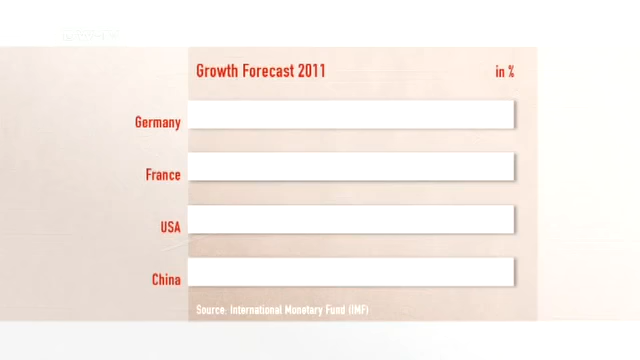 Growth Forecast 2011 in %
Germany
France
USA
China
Source: International Monetary Fund (IMF)